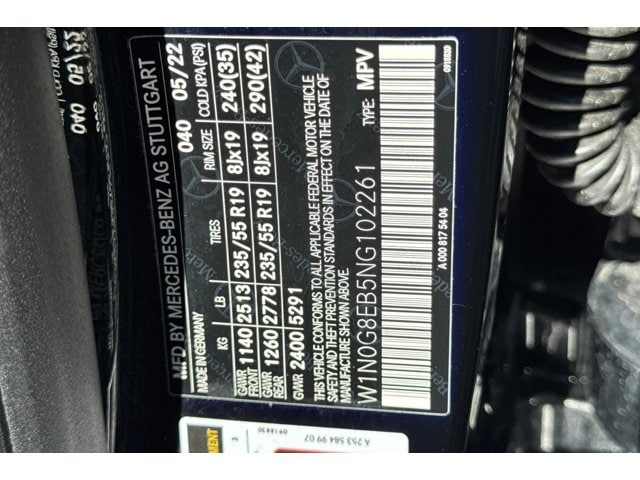 MFD BY MERCEDES-BENZ AG STUTTGART
MADE IN GERMANY 040 05/22
KG LB TIRES RIM SIZE COLD KPA(PSI)
GAWR FRONT 1140 2513 235/55 R19 8Jx19 240(35)
GAWR REAR 1260 2778 235/55 R19 8Jx19 290(42)
GVWR 2400 5291
THIS VEHICLE CONFORMS TO ALL APPLICABLE FEDERAL MOTOR VEHICLE
SAFETY AND THEFT PREVENTION STANDARDS IN EFFECT ON THE DATE OF
MANUFACTURE SHOWN ABOVE.
W1N0G8EB5NG102261 TYPE: MPV
A 000 817 54 04
A 253 584 99 07
040 05/22